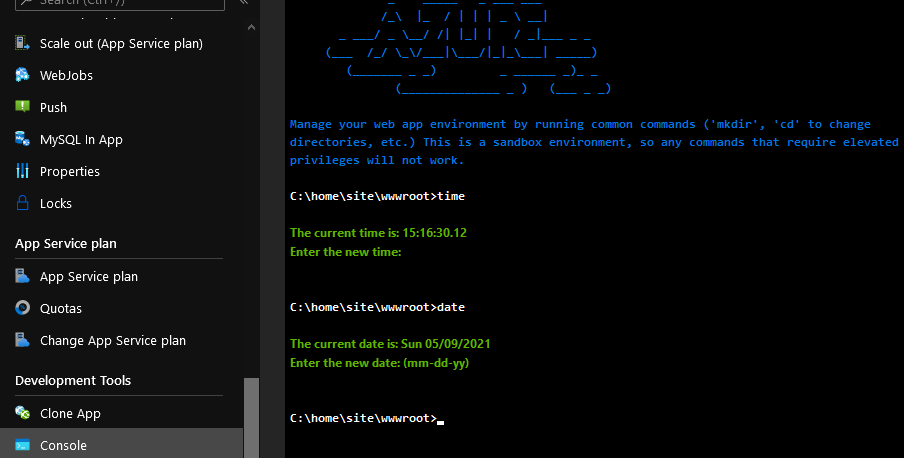 Search (Ctrl+/)
Scale out (App Service plan)
WebJobs
Push
MySQL In App
Properties
Locks
App Service plan
App Service plan
Quotas
Change App Service plan
Development Tools
Clone App
Console
Manage your web app environment by running common commands ('mkdir', 'cd' to change
directories, etc.) This is a sandbox environment, so any commands that require elevated
privileges will not work.
C:\home\site\wwwroot>time
The current time is: 15:16:30.12
Enter the new time:
C:\home\site\wwwroot>date
The current date is: Sun 05/09/2021
Enter the new date: (mm-dd-yy)
C:\home\site\wwwroot>